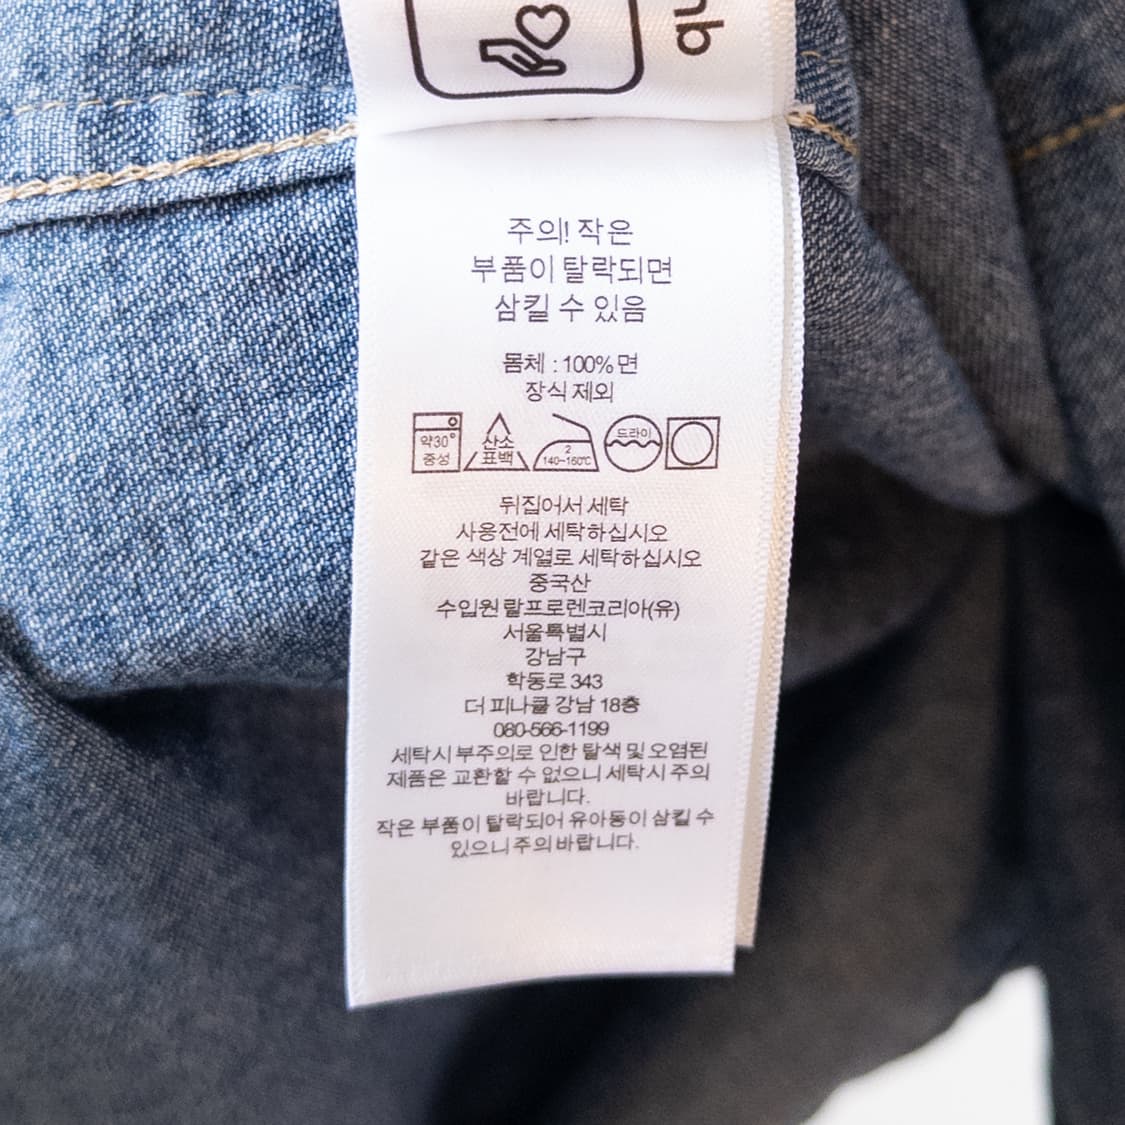 주의! 작은
부품이 탈락되면
삼킬 수 있음
몸체 : 100% 면
장식 제외
약30° 중성
산소 표백
2 140~160℃
드라이
뒤집어서 세탁
사용전에 세탁하십시오
같은 색상 계열로 세탁하십시오
중국산
수입원 랄프로렌코리아(유)
서울특별시
강남구
학동로 343
더 피나클 강남 18층
080-566-1199
세탁시 부주의로 인한 탈색 및 오염된
제품은 교환할 수 없으니 세탁시 주의
바랍니다.
작은 부품이 탈락되어 유아동이 삼킬 수
있으니 주의 바랍니다.